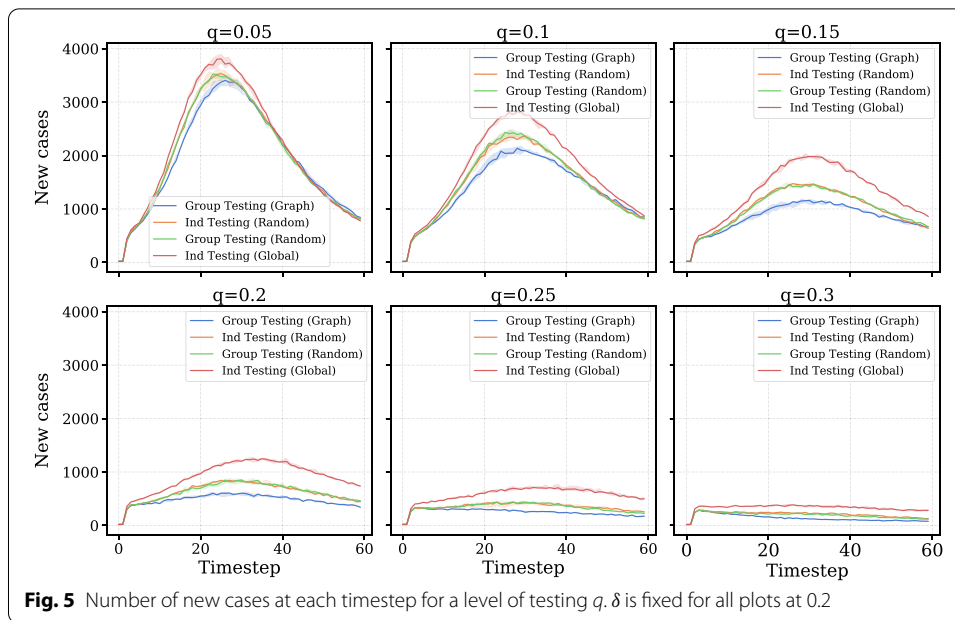 q=0.05
q=0.1
q=0.15
4000
3000
2000
1000
0
New cases
Group Testing (Graph)
Ind Testing (Random)
Group Testing (Random)
Ind Testing (Global)
Group Testing (Graph)
Ind Testing (Random)
Group Testing (Random)
Ind Testing (Global)
Group Testing (Graph)
Ind Testing (Random)
Group Testing (Random)
Ind Testing (Global)
q=0.2
q=0.25
q=0.3
4000
3000
2000
1000
0
New cases
Group Testing (Graph)
Ind Testing (Random)
Group Testing (Random)
Ind Testing (Global)
Group Testing (Graph)
Ind Testing (Random)
Group Testing (Random)
Ind Testing (Global)
Group Testing (Graph)
Ind Testing (Random)
Group Testing (Random)
Ind Testing (Global)
0 20 40 60
0 20 40 60
0 20 40 60
Timestep
Timestep
Timestep
Fig. 5 Number of new cases at each timestep for a level of testing q. δ is fixed for all plots at 0.2